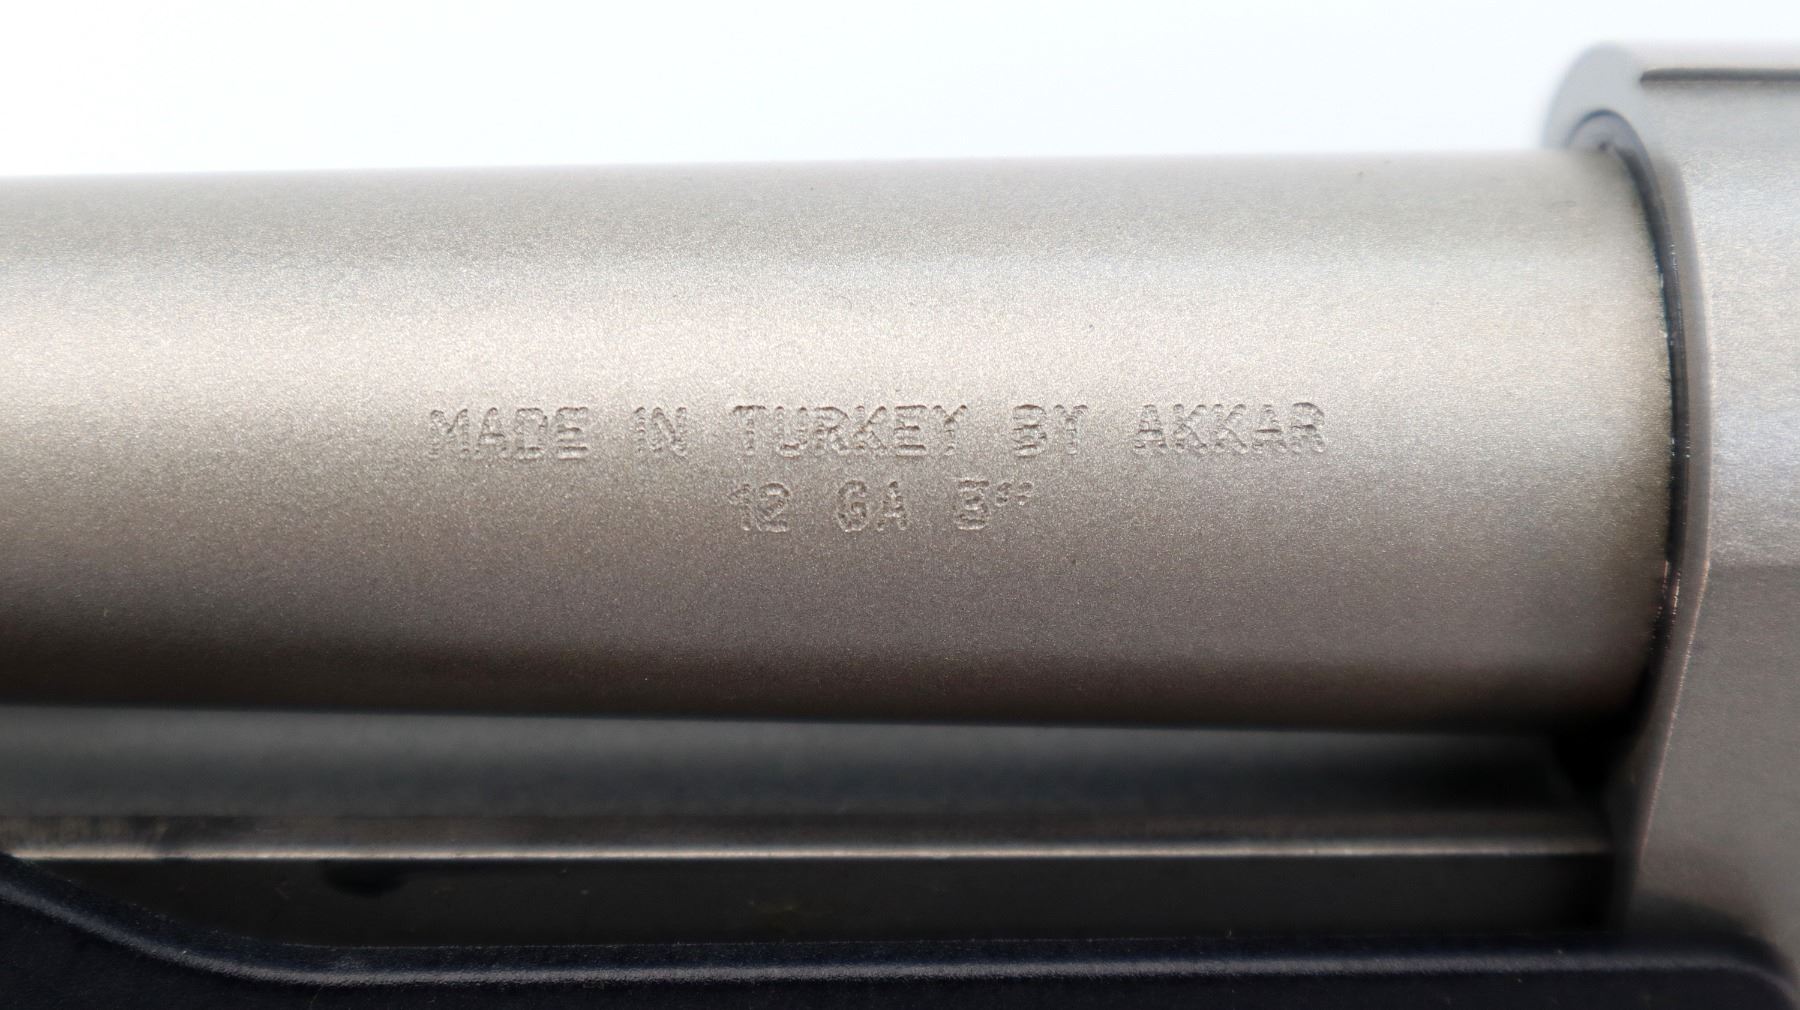 MADE IN TURKEY BY AKKAR
12 GA 3"